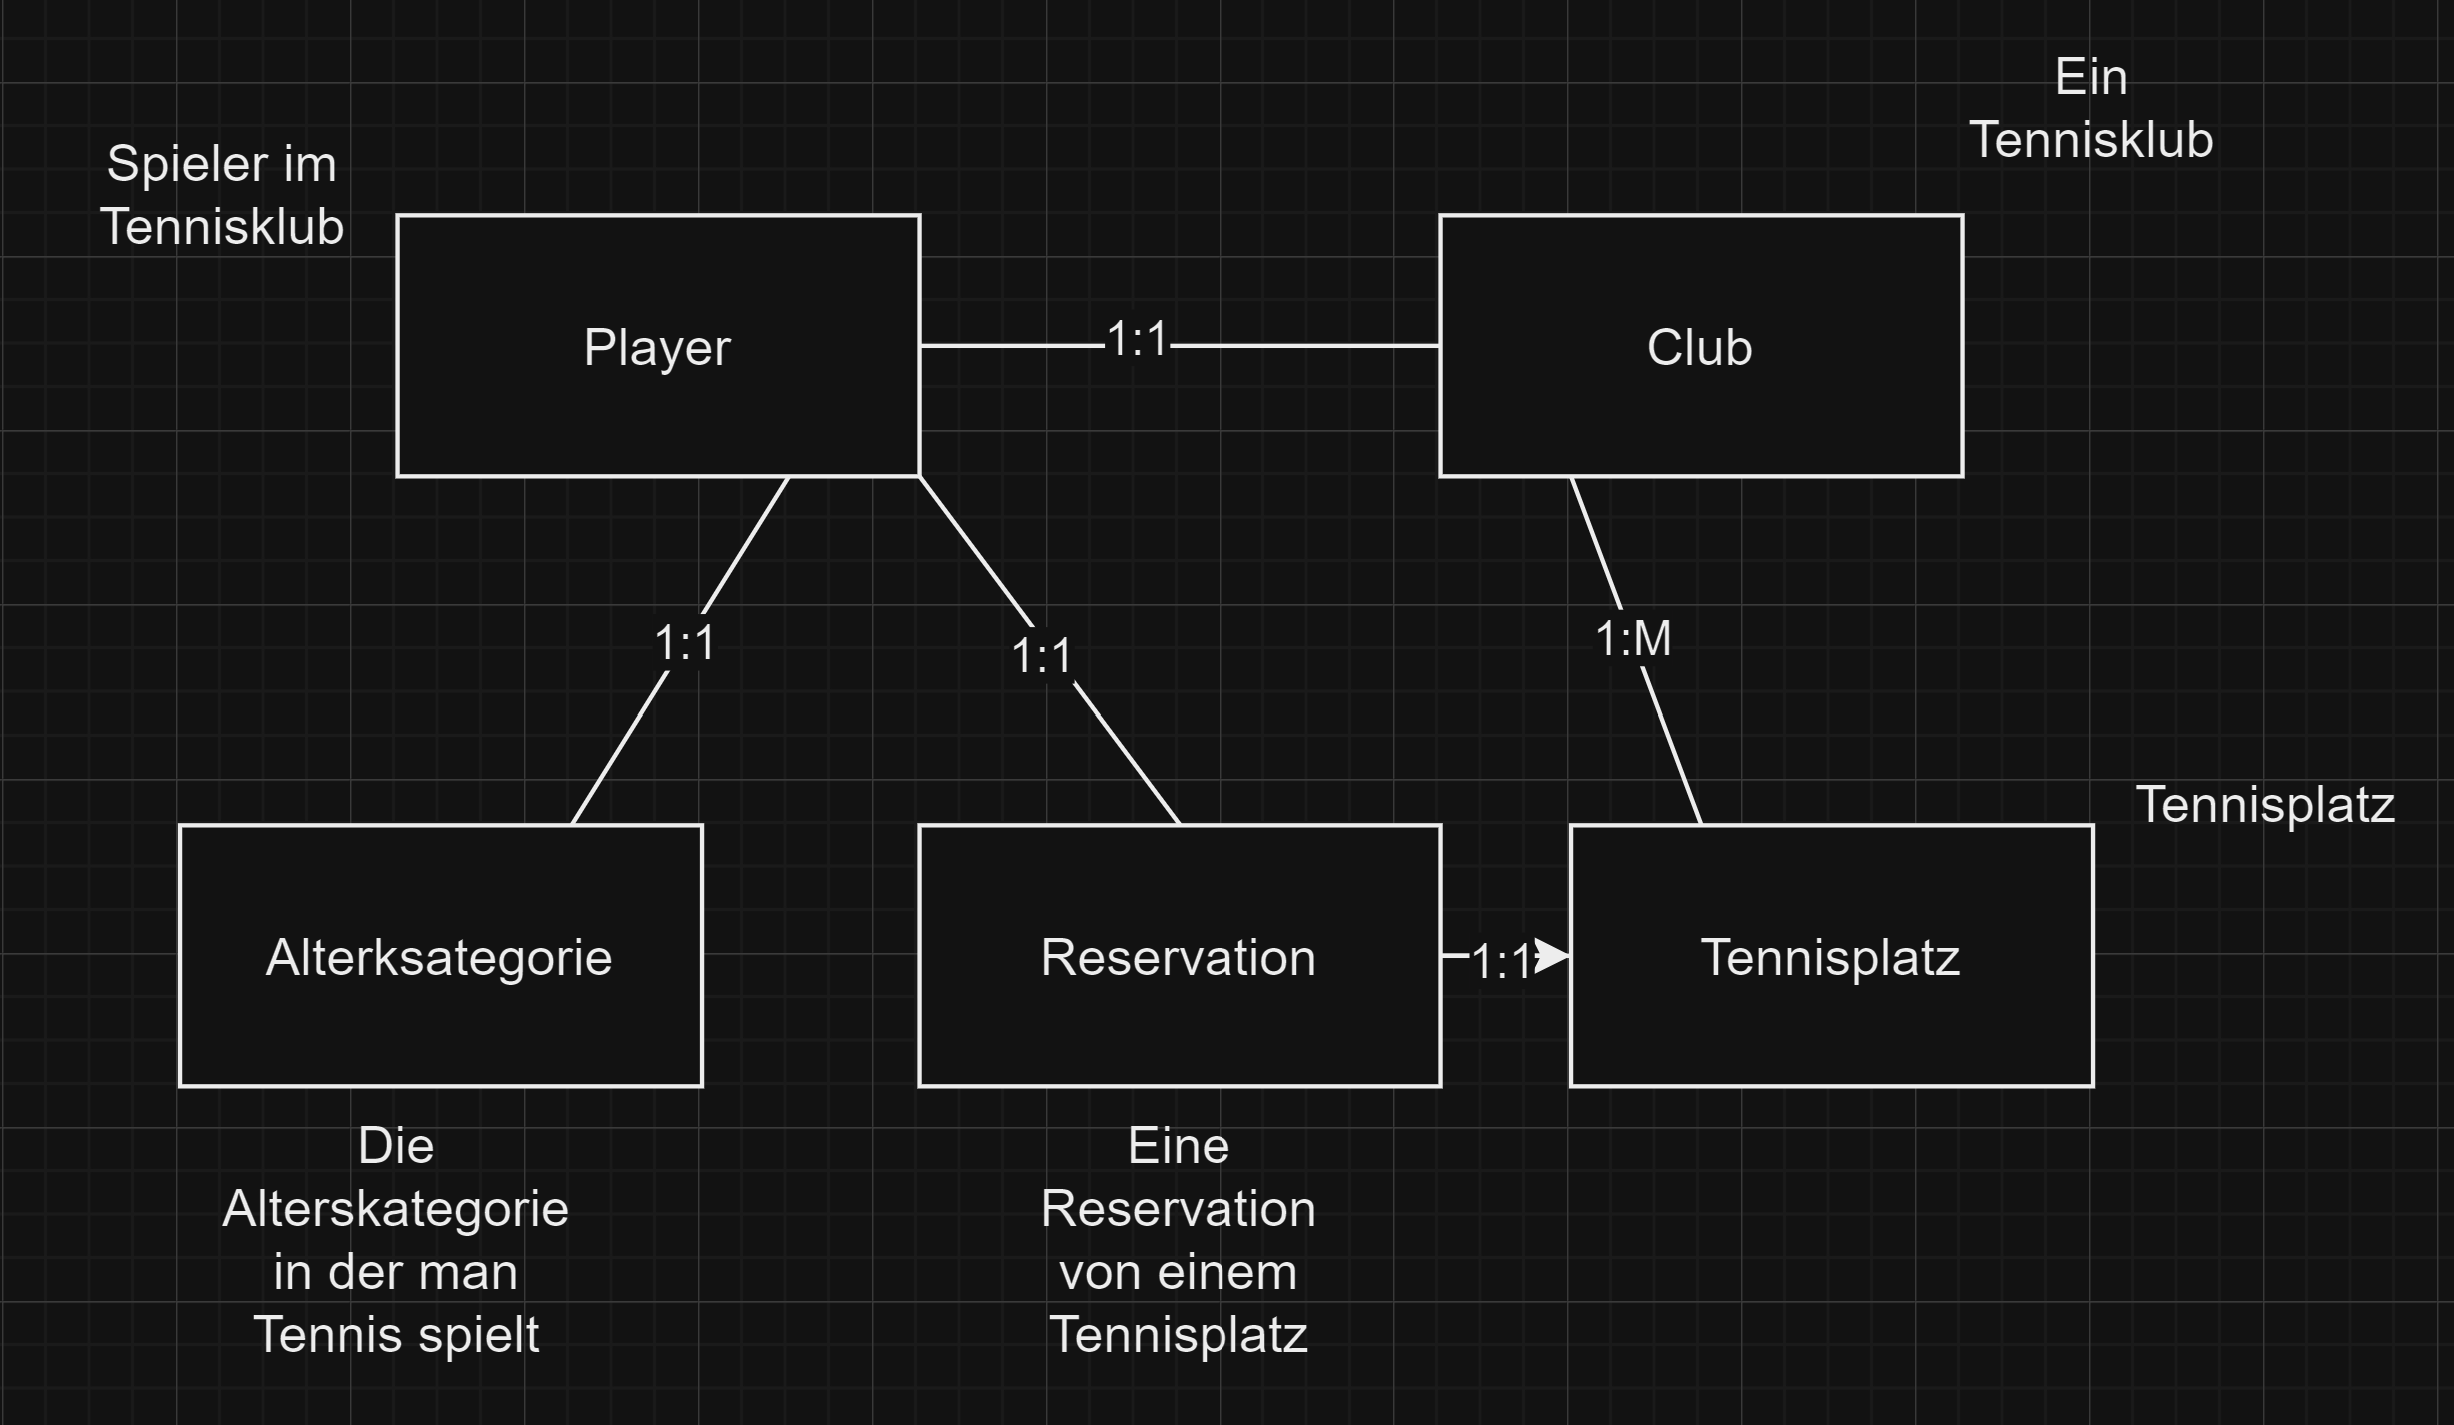 Ein
Tennisklub
Spieler im
Tennisklub
Player
1:1
Club
1:1
1:1
1:M
Tennisplatz
Alterksategorie
Reservation
1:1
Tennisplatz
Die
Alterskategorie
in der man
Tennis spielt
Eine
Reservation
von einem
Tennisplatz